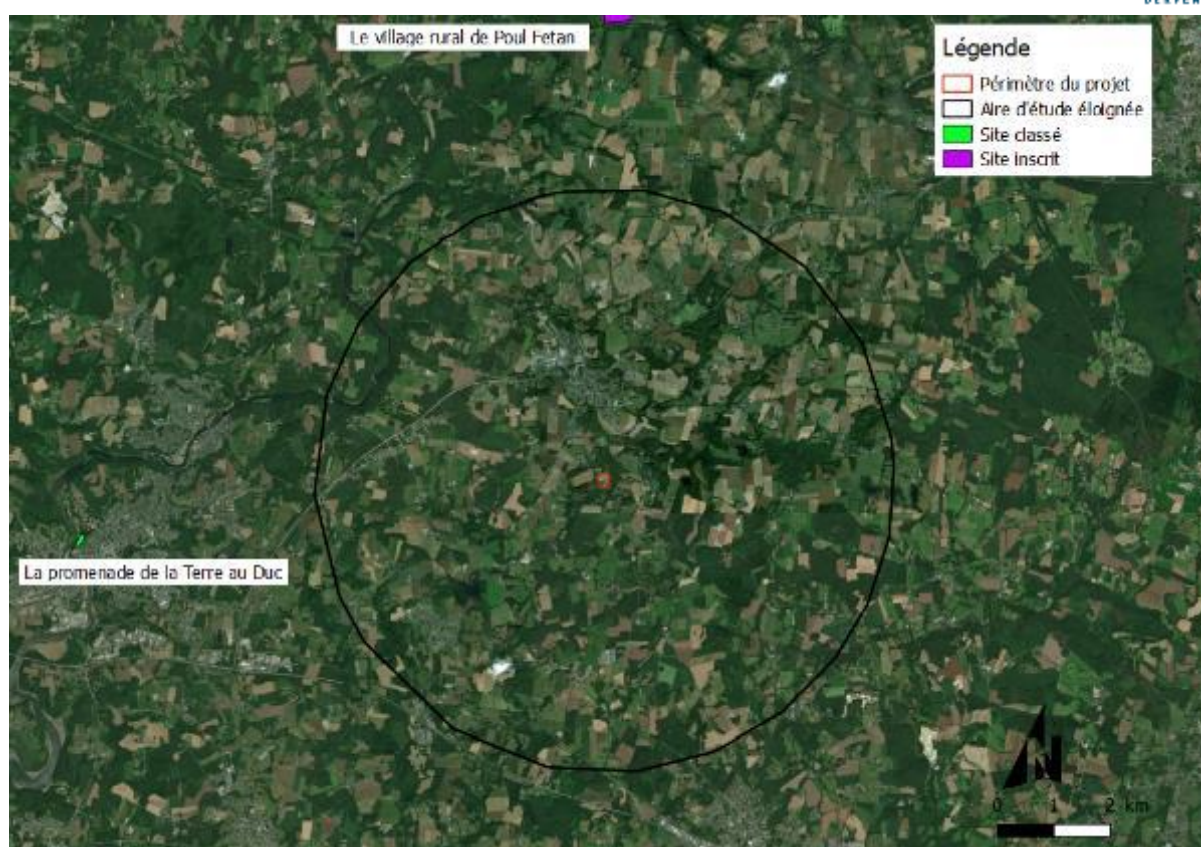 Le village rural de Poul Fetan
Légende
Périmètre du projet
Aire d'étude éloignée
Site classé
Site inscrit
La promenade de la Terre au Duc
N
0 1 2 km